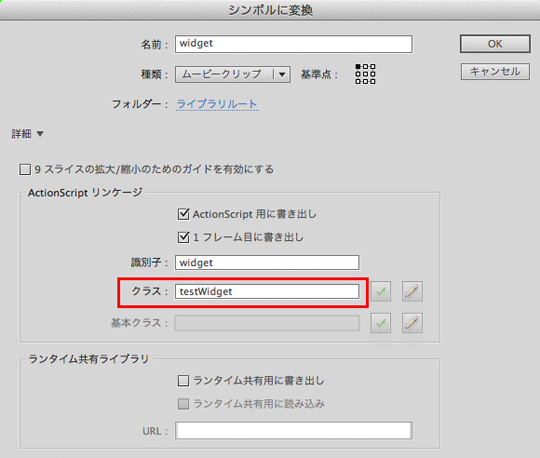 シンボルに変換
名前： widget OK
種類： ムービークリップ 基準点： キャンセル
フォルダー： ライブラリルート
詳細
9 スライスの拡大/縮小のためのガイドを有効にする
ActionScript リンケージ
ActionScript 用に書き出し
1 フレーム目に書き出し
識別子： widget
クラス： testWidget
基本クラス：
ランタイム共有ライブラリ
ランタイム共有用に書き出し
ランタイム共有用に読み込み
URL：